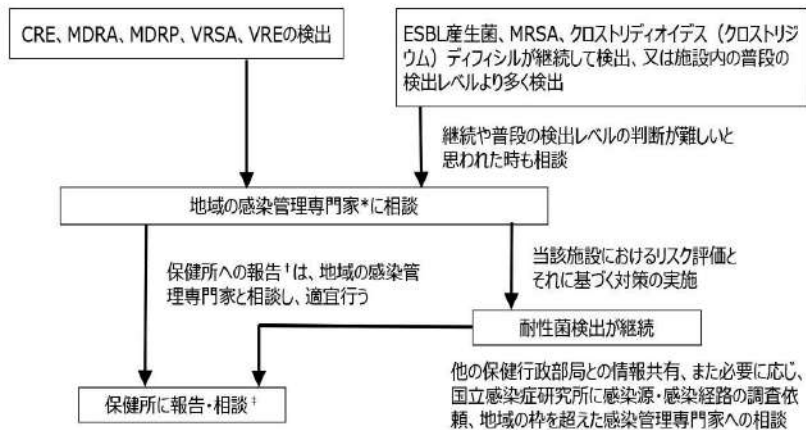 CRE、MDRA、MDRP、VRSA、VREの検出
ESBL産生菌、MRSA、クロストリディオイデス（クロストリジ
ウム）ディフィシルが継続して検出、又は施設内の普段の
検出レベルより多く検出
継続や普段の検出レベルの判断が難しいと
思われた時も相談
地域の感染管理専門家*に相談
保健所への報告†は、地域の感染管
理専門家と相談し、適宜行う
当該施設におけるリスク評価と
それに基づく対策の実施
耐性菌検出が継続
保健所に報告・相談‡
他の保健行政部局との情報共有、また必要に応じ、
国立感染症研究所に感染源・感染経路の調査依
頼、地域の枠を超えた感染管理専門家への相談